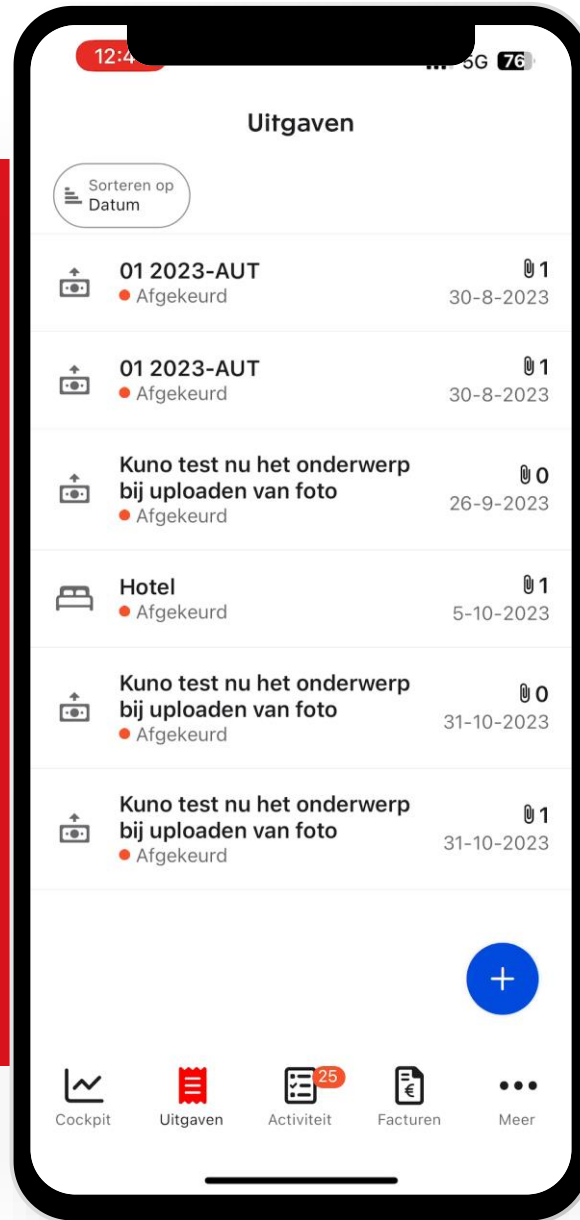 12:4
5G 76
Uitgaven
Sorteren op
Datum
01 2023-AUT
1
Afgekeurd
30-8-2023
01 2023-AUT
1
Afgekeurd
30-8-2023
Kuno test nu het onderwerp
bij uploaden van foto
0
Afgekeurd
26-9-2023
Hotel
1
Afgekeurd
5-10-2023
Kuno test nu het onderwerp
bij uploaden van foto
0
Afgekeurd
31-10-2023
Kuno test nu het onderwerp
bij uploaden van foto
1
Afgekeurd
31-10-2023
+
25
€
Cockpit
Uitgaven
Activiteit
Facturen
Meer